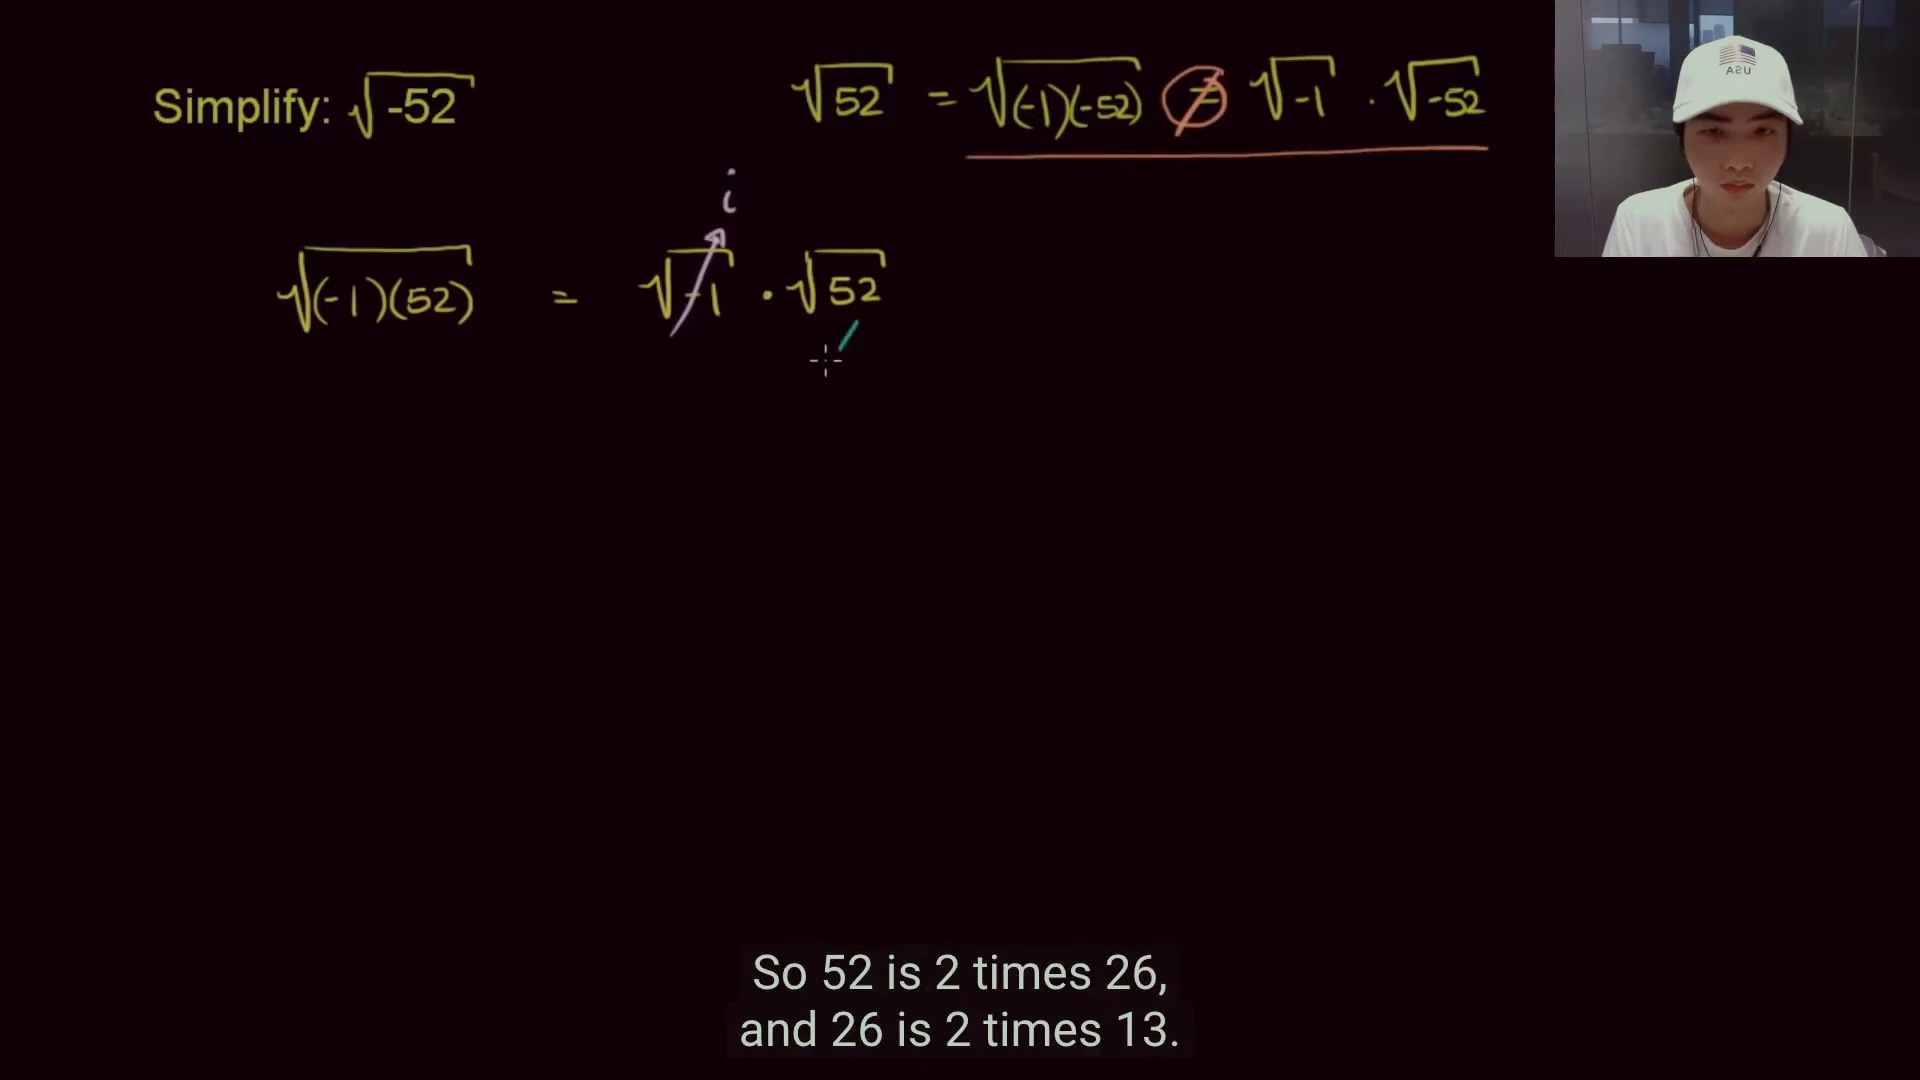 Simplify: √-52
√52 = √(-1)(-52) ≠ √-1 · √-52
USA
i
√(-1)(52) = √-1 · √52
So 52 is 2 times 26,
and 26 is 2 times 13.